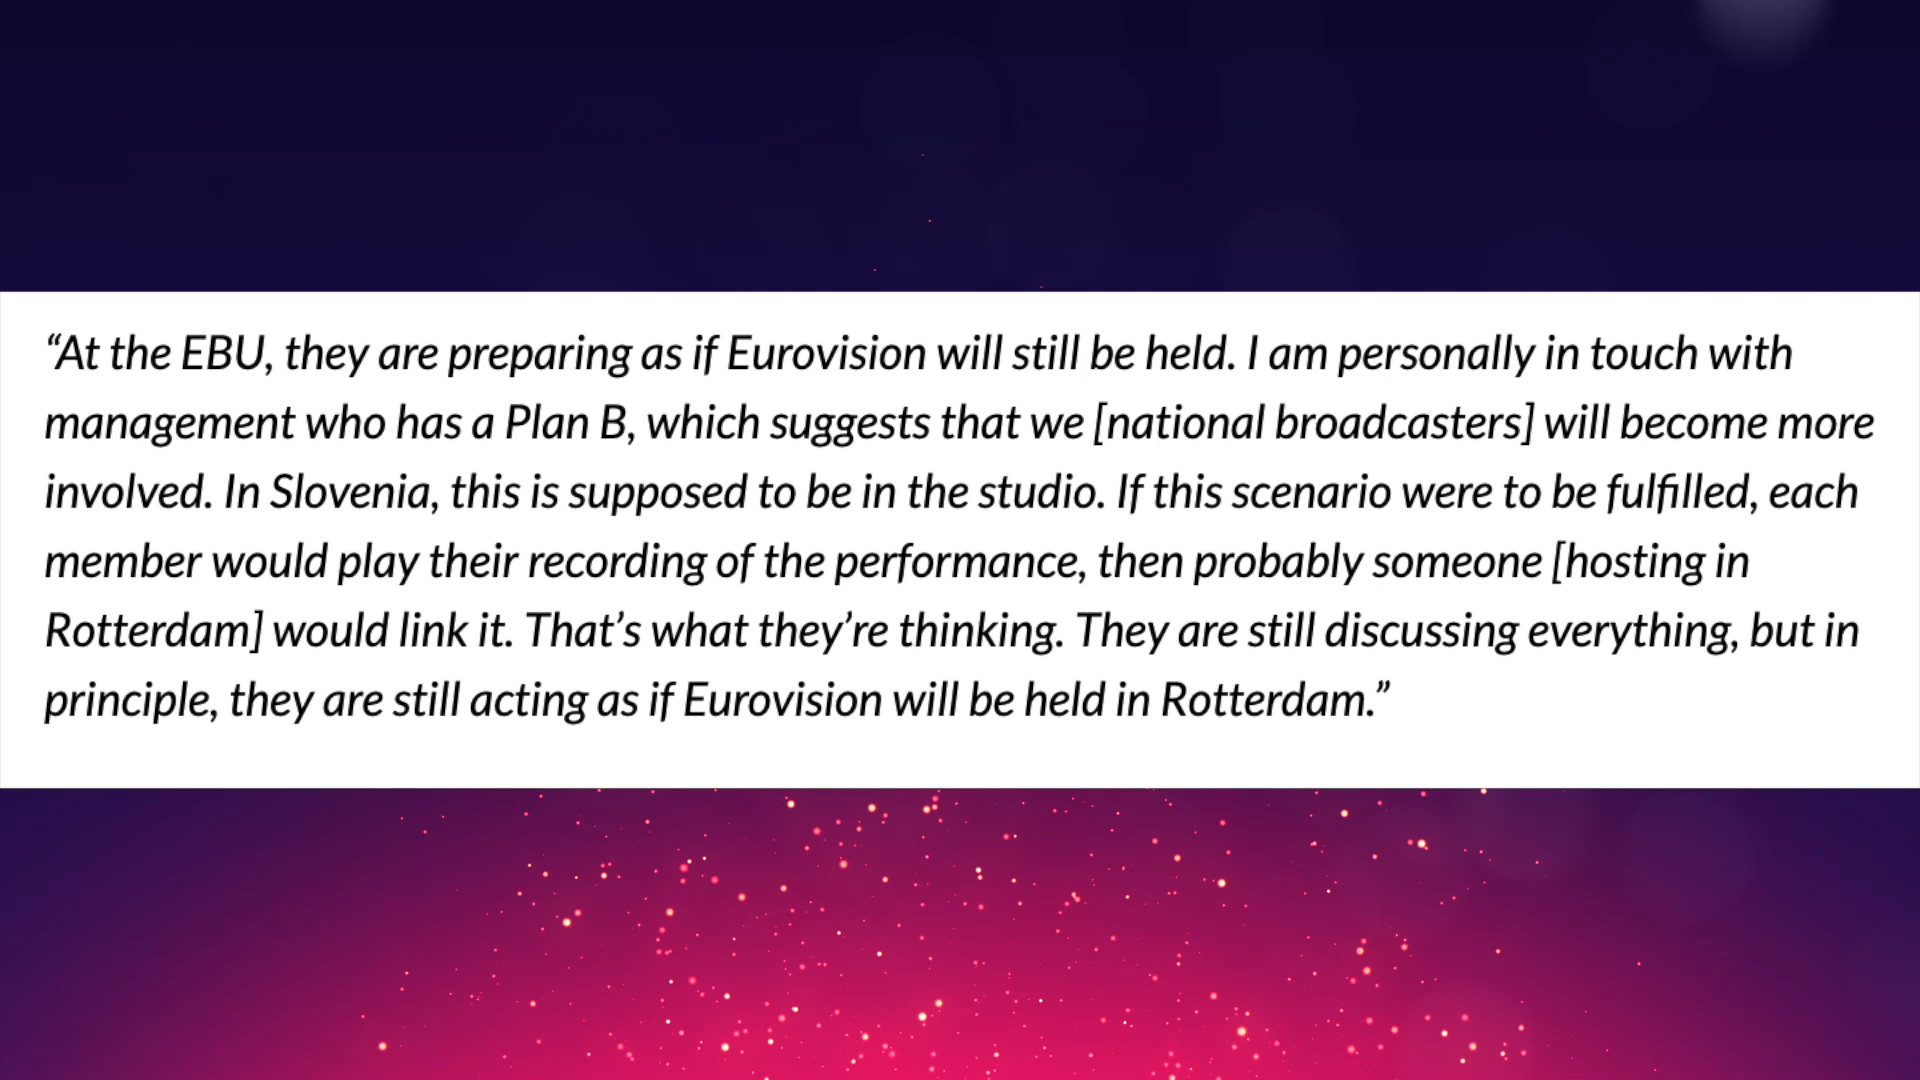 “At the EBU, they are preparing as if Eurovision will still be held. I am personally in touch with
management who has a Plan B, which suggests that we [national broadcasters] will become more
involved. In Slovenia, this is supposed to be in the studio. If this scenario were to be fulfilled, each
member would play their recording of the performance, then probably someone [hosting in
Rotterdam] would link it. That’s what they’re thinking. They are still discussing everything, but in
principle, they are still acting as if Eurovision will be held in Rotterdam.”